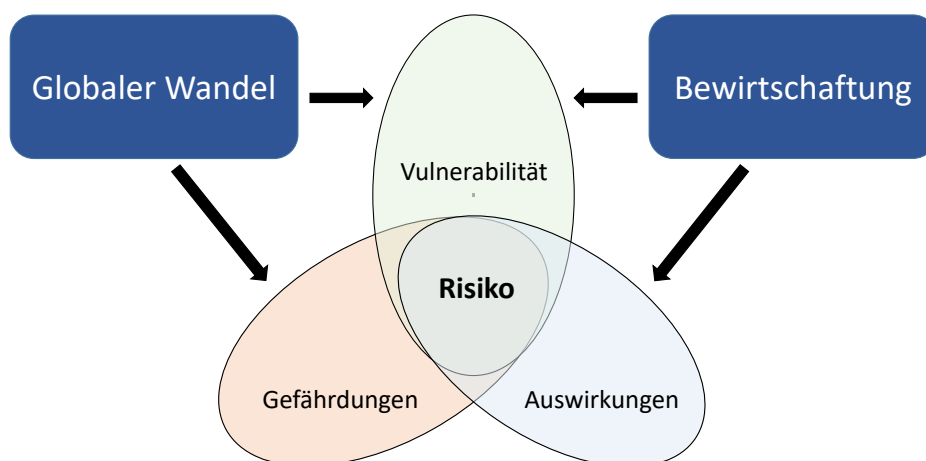 Globaler Wandel
Bewirtschaftung
Vulnerabilität
Risiko
Gefährdungen
Auswirkungen